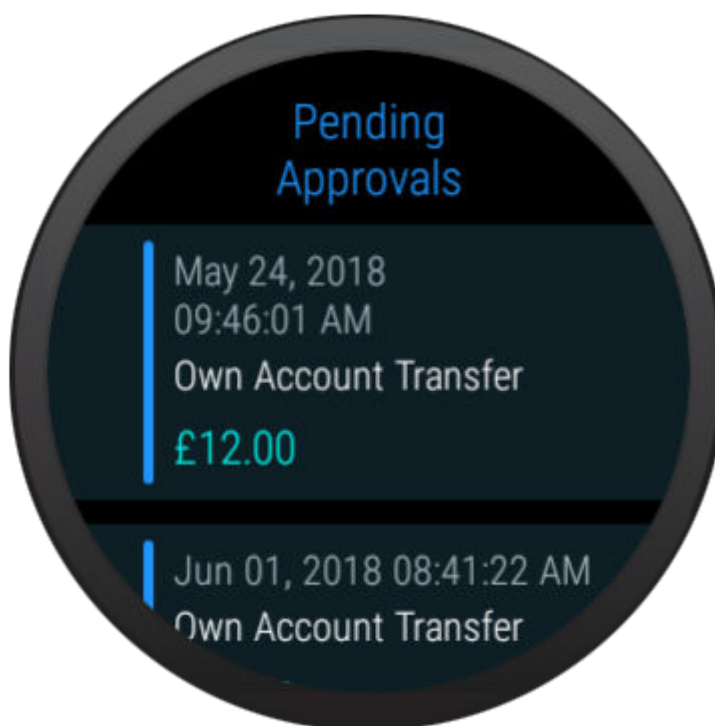 Pending
Approvals
May 24, 2018
09:46:01 AM
Own Account Transfer
£12.00
Jun 01, 2018 08:41:22 AM
Own Account Transfer